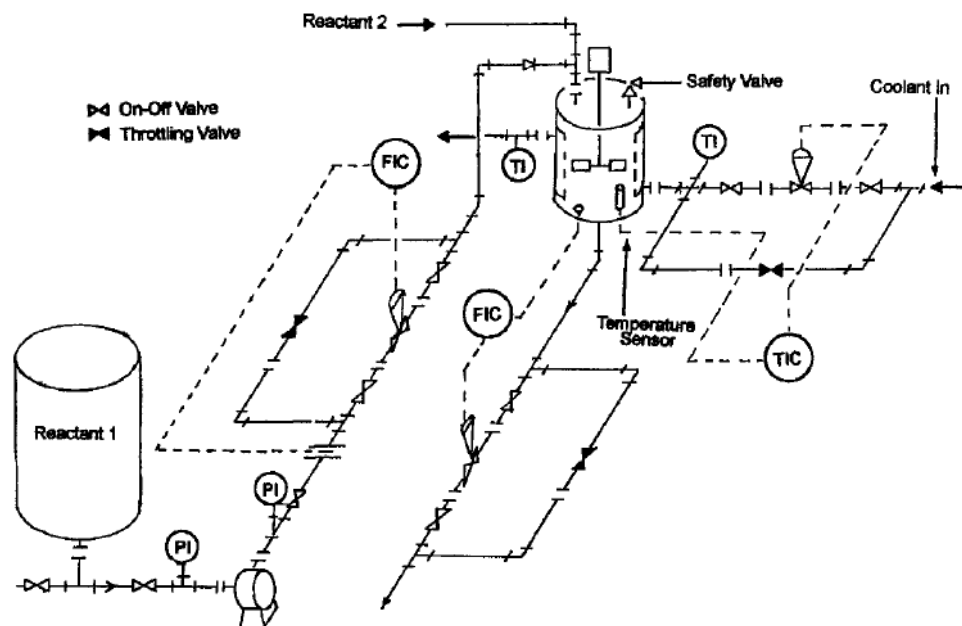 Reactant 2
Safety Valve
Coolant In
On-Off Valve
Throttling Valve
FIC
TI
TI
FIC
Temperature
Sensor
TIC
Reactant 1
PI
PI